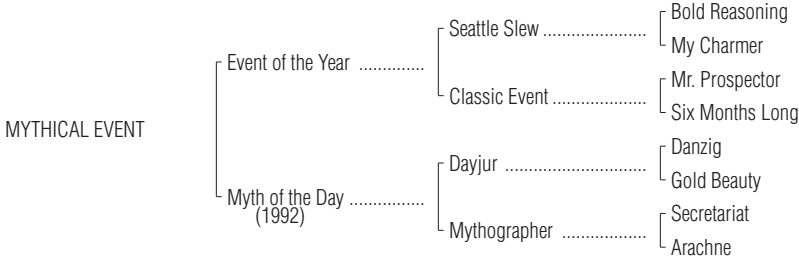 Bold Reasoning
Seattle Slew ......................
My Charmer
Event of the Year ..............
Mr. Prospector
Classic Event ....................
Six Months Long
MYTHICAL EVENT
Danzig
Dayjur ..............................
Gold Beauty
Myth of the Day ................
(1992)
Secretariat
Mythographer ..................
Arachne